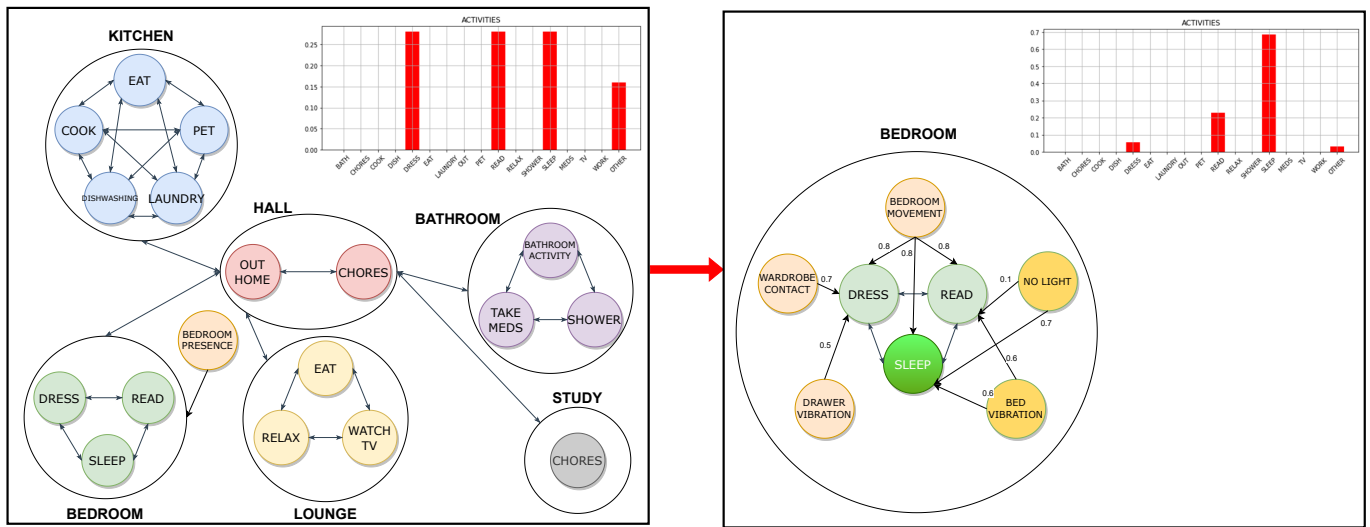 ACTIVITIES
0.25
0.20
0.15
0.10
0.05
0.00
BATH
CHORES
COOK
DISH
DRESS
EAT
LAUNDRY
OUT
PET
READ
RELAX
SHOWER
SLEEP
MEDS
TV
WORK
OTHER
KITCHEN
EAT
COOK
PET
DISHWASHING
LAUNDRY
HALL
OUT
HOME
CHORES
BATHROOM
BATHROOM
ACTIVITY
TAKE
MEDS
SHOWER
BEDROOM
PRESENCE
DRESS
READ
SLEEP
BEDROOM
EAT
RELAX
WATCH
TV
LOUNGE
STUDY
CHORES
ACTIVITIES
0.7
0.6
0.5
0.4
0.3
0.2
0.1
0.0
BATH
CHORES
COOK
DISH
DRESS
EAT
LAUNDRY
OUT
PET
READ
RELAX
SHOWER
SLEEP
MEDS
TV
WORK
OTHER
BEDROOM
BEDROOM
MOVEMENT
0.8
0.8
0.8
WARDROBE
CONTACT
0.7
DRESS
READ
0.1
NO LIGHT
0.7
0.5
SLEEP
0.6
0.6
DRAWER
VIBRATION
BED
VIBRATION